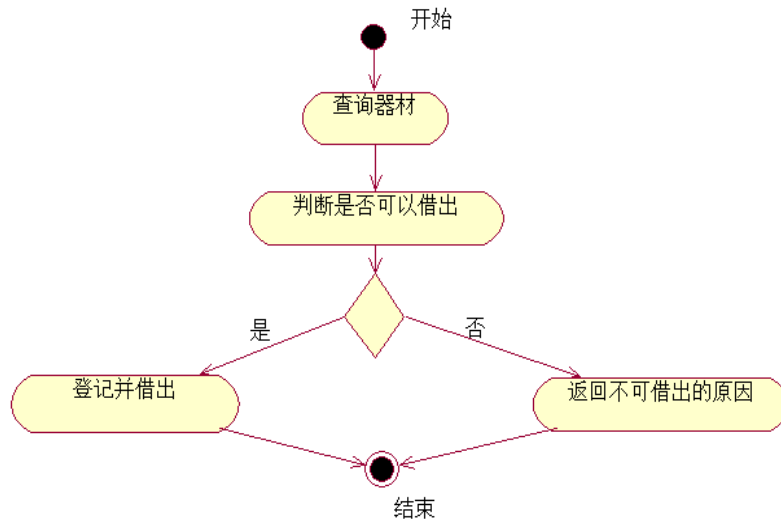 开始
查询器材
判断是否可以借出
是
否
登记并借出
返回不可借出的原因
结束